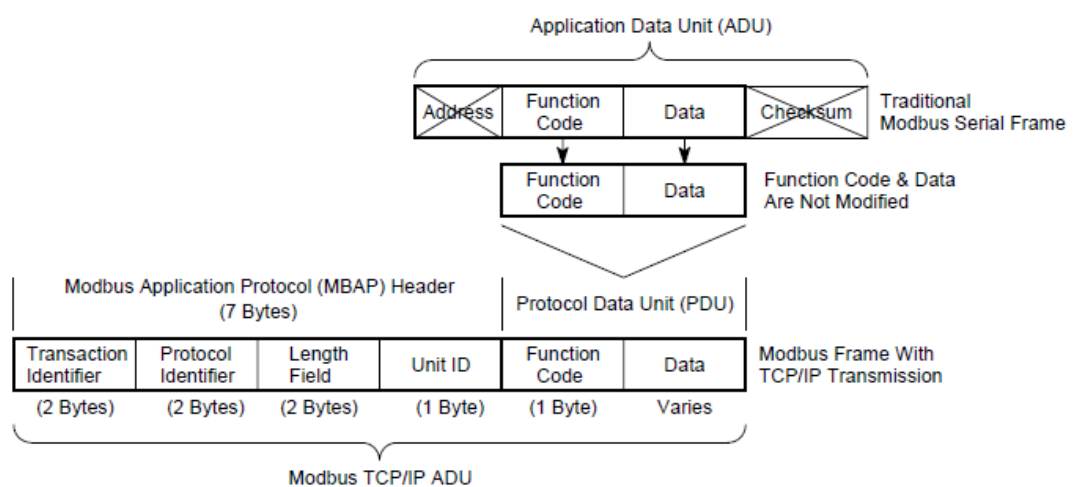 Application Data Unit (ADU)
Address
Function
Code
Data
Checksum
Traditional
Modbus Serial Frame
Function
Code
Data
Function Code & Data
Are Not Modified
Modbus Application Protocol (MBAP) Header
(7 Bytes)
Protocol Data Unit (PDU)
Transaction
Identifier
Protocol
Identifier
Length
Field
Unit ID
Function
Code
Data
Modbus Frame With
TCP/IP Transmission
(2 Bytes)
(2 Bytes)
(2 Bytes)
(1 Byte)
(1 Byte)
Varies
Modbus TCP/IP ADU